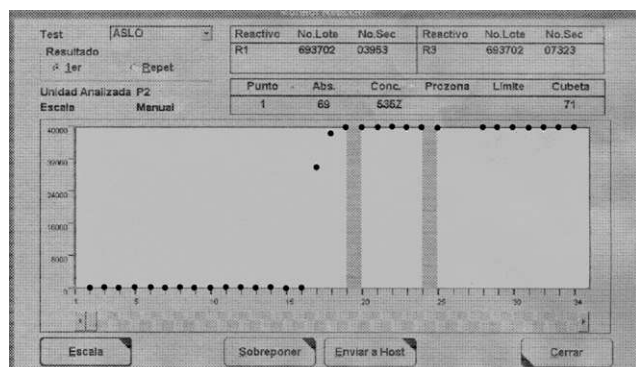 Test ASLO
Resultado
1er Repet
Unidad Analizada P2
Escala Manual
Reactivo No.Lote No.Sec Reactivo No.Lote No.Sec
R1 693702 03953 R3 693702 07323
Punto Abs. Conc. Prozona Límite Cubeta
1 69 535Z 71
40000
32000
24000
16000
8000
0
5 10 15 20 25 30 34
Escala Sobreponer Enviar a Host Cerrar